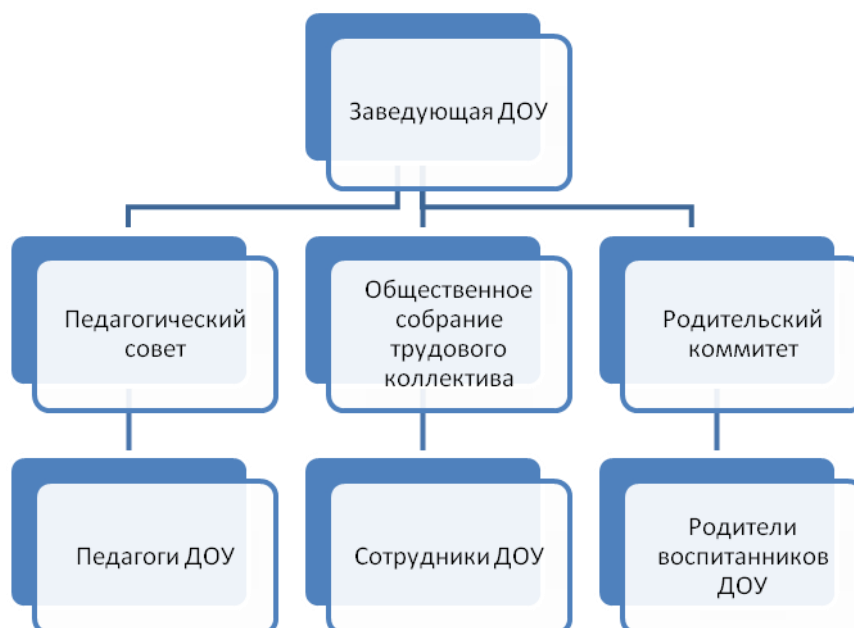 Заведующая ДОУ
Педагогический
совет
Общественное
собрание
трудового
коллектива
Родительский
коммитет
Педагоги ДОУ
Сотрудники ДОУ
Родители
воспитанников
ДОУ